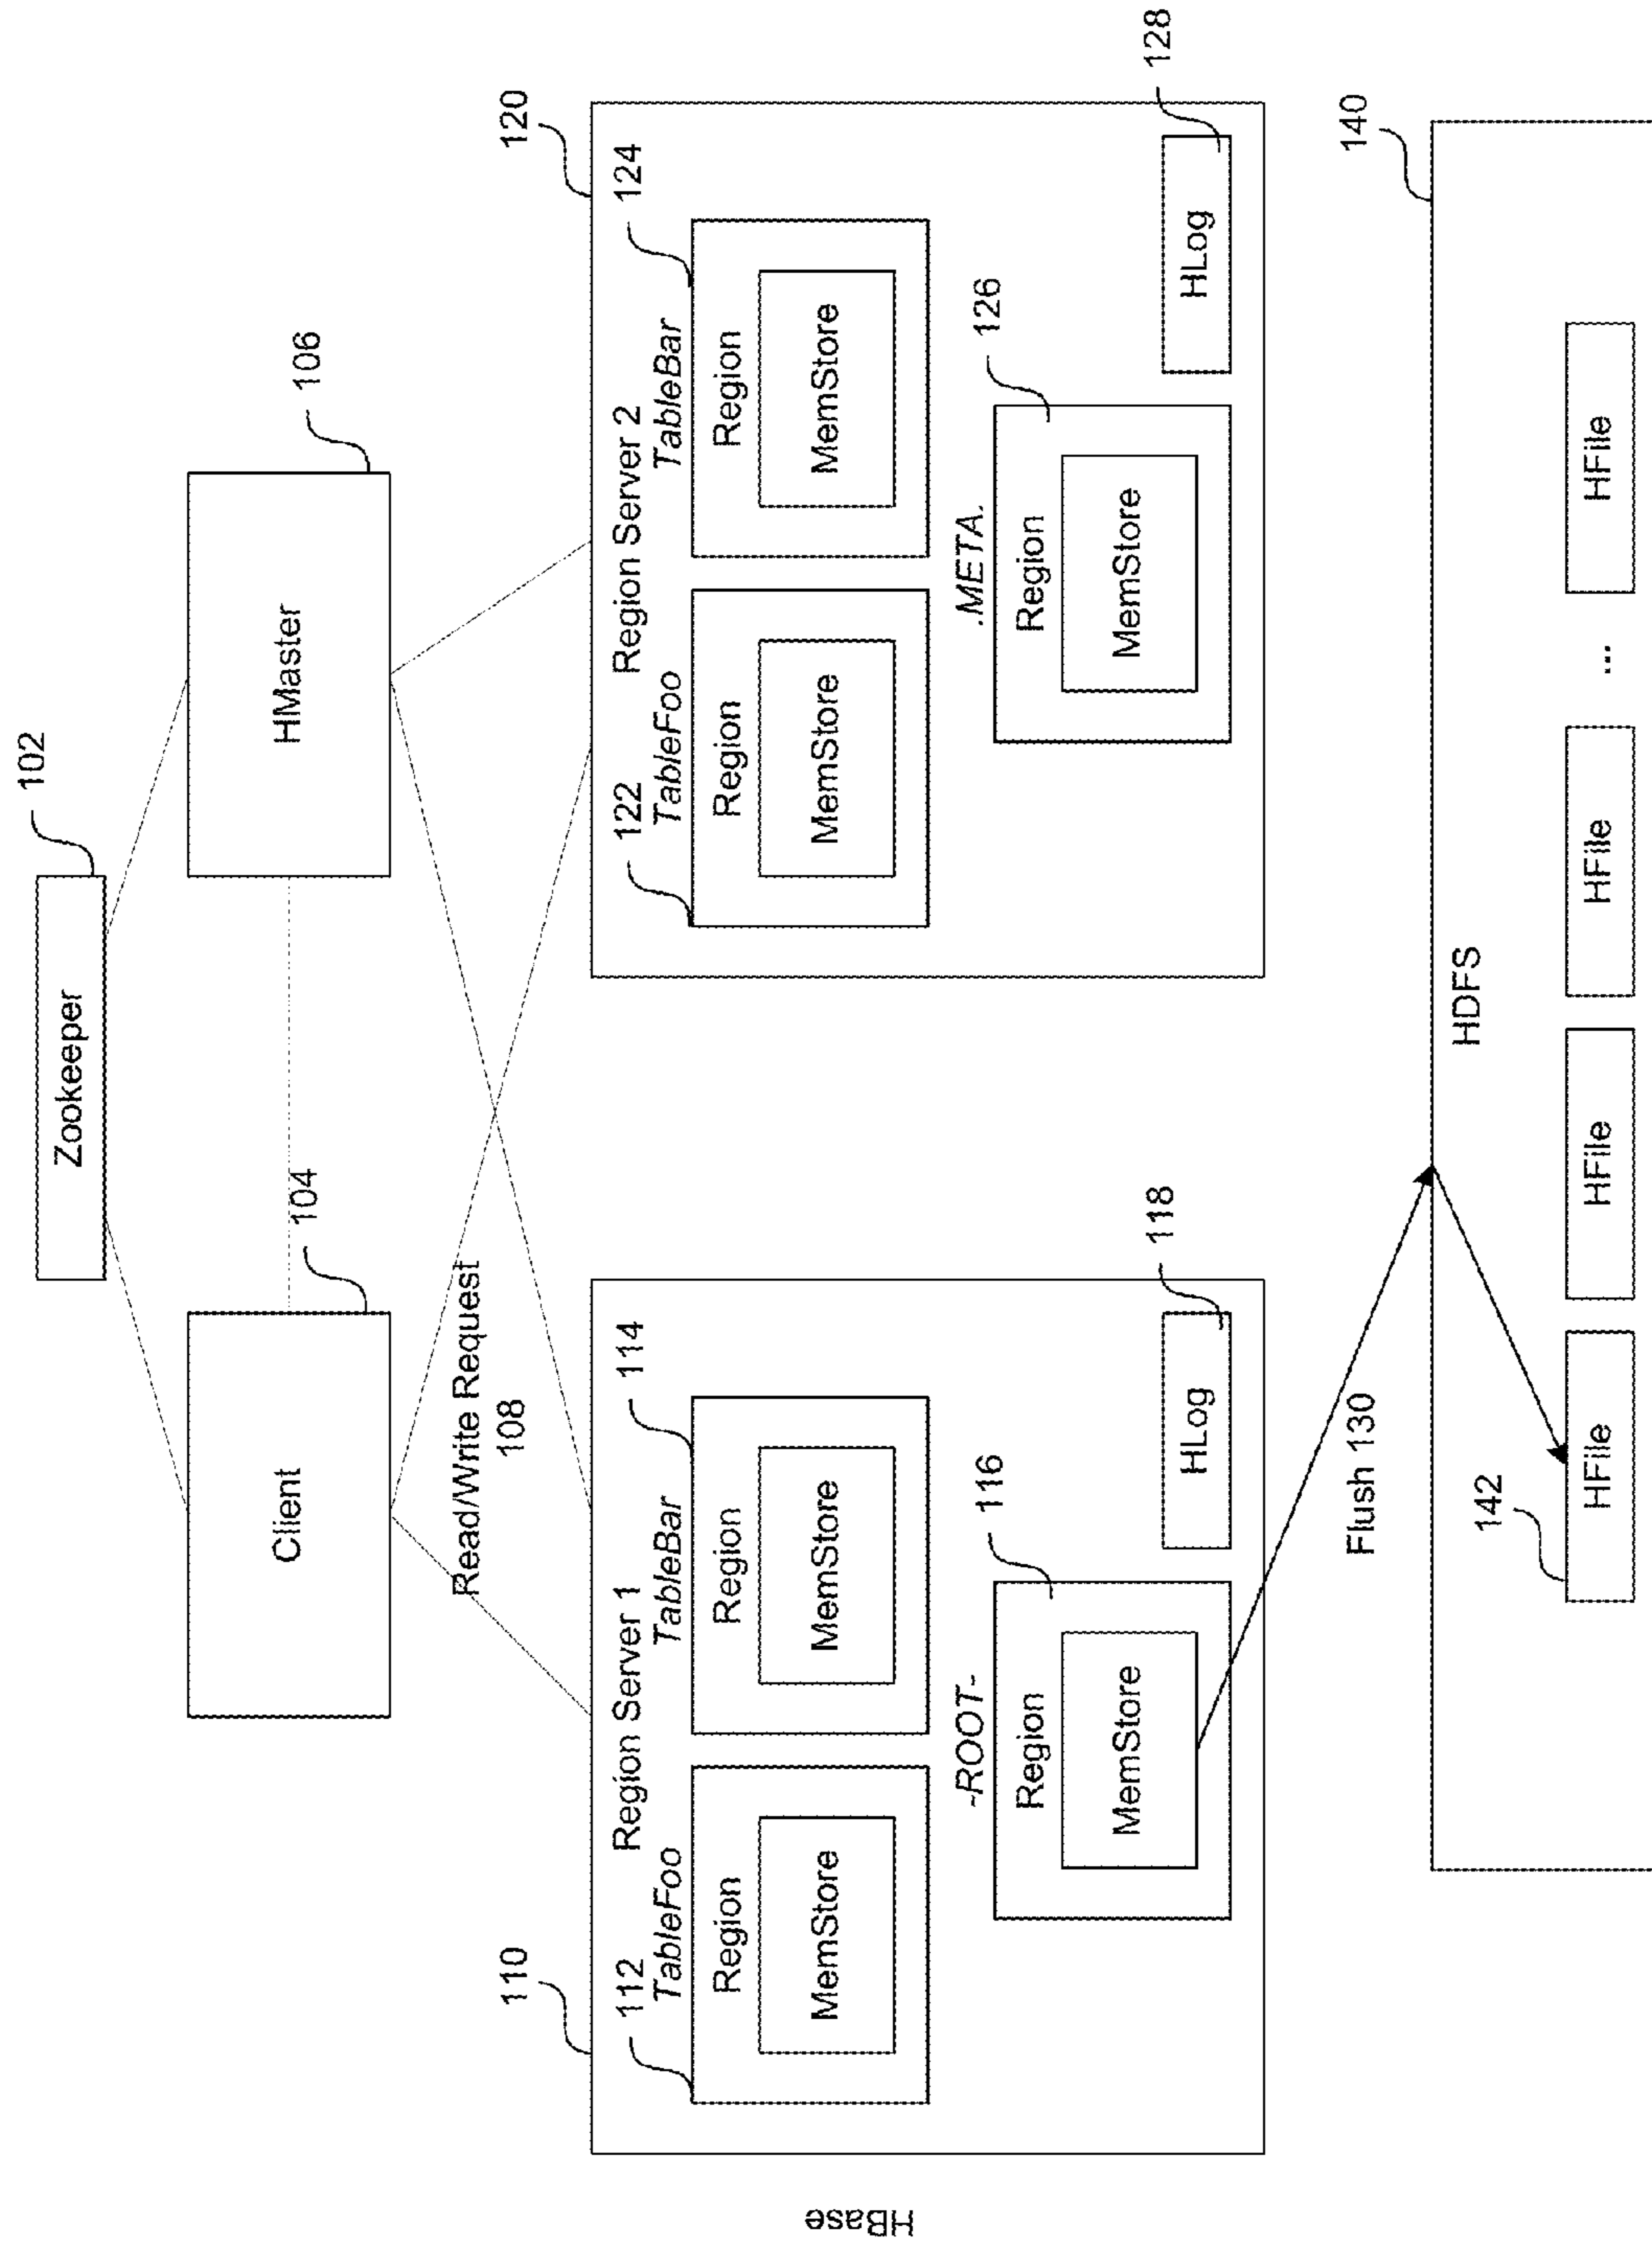 HBase
Zookeeper
102
Client
104
HMaster
106
Read/Write Request
108
110
Region Server 1
112
TableFoo
Region
MemStore
TableBar
114
Region
MemStore
-ROOT-
116
Region
MemStore
HLog
118
120
Region Server 2
122
TableFoo
Region
MemStore
TableBar
124
Region
MemStore
.META.
126
Region
MemStore
HLog
128
Flush 130
HDFS
140
142
HFile
HFile
HFile
...
HFile